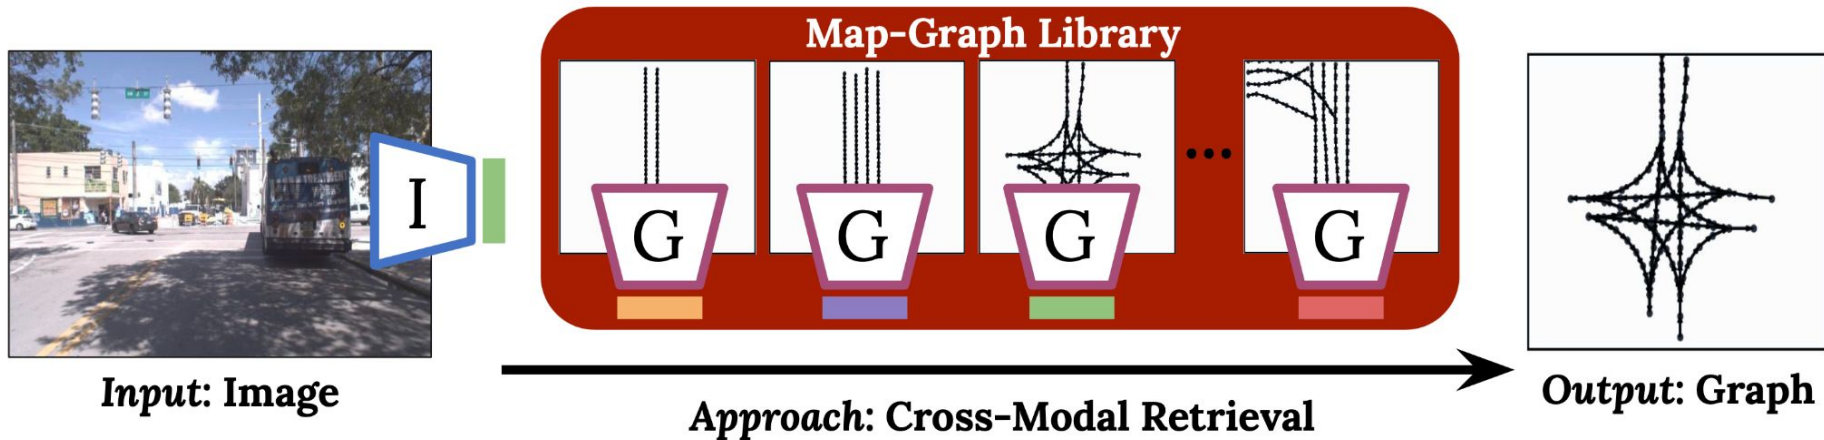 Map-Graph Library
I
G
G
G
...
G
Input: Image
Approach: Cross-Modal Retrieval
Output: Graph